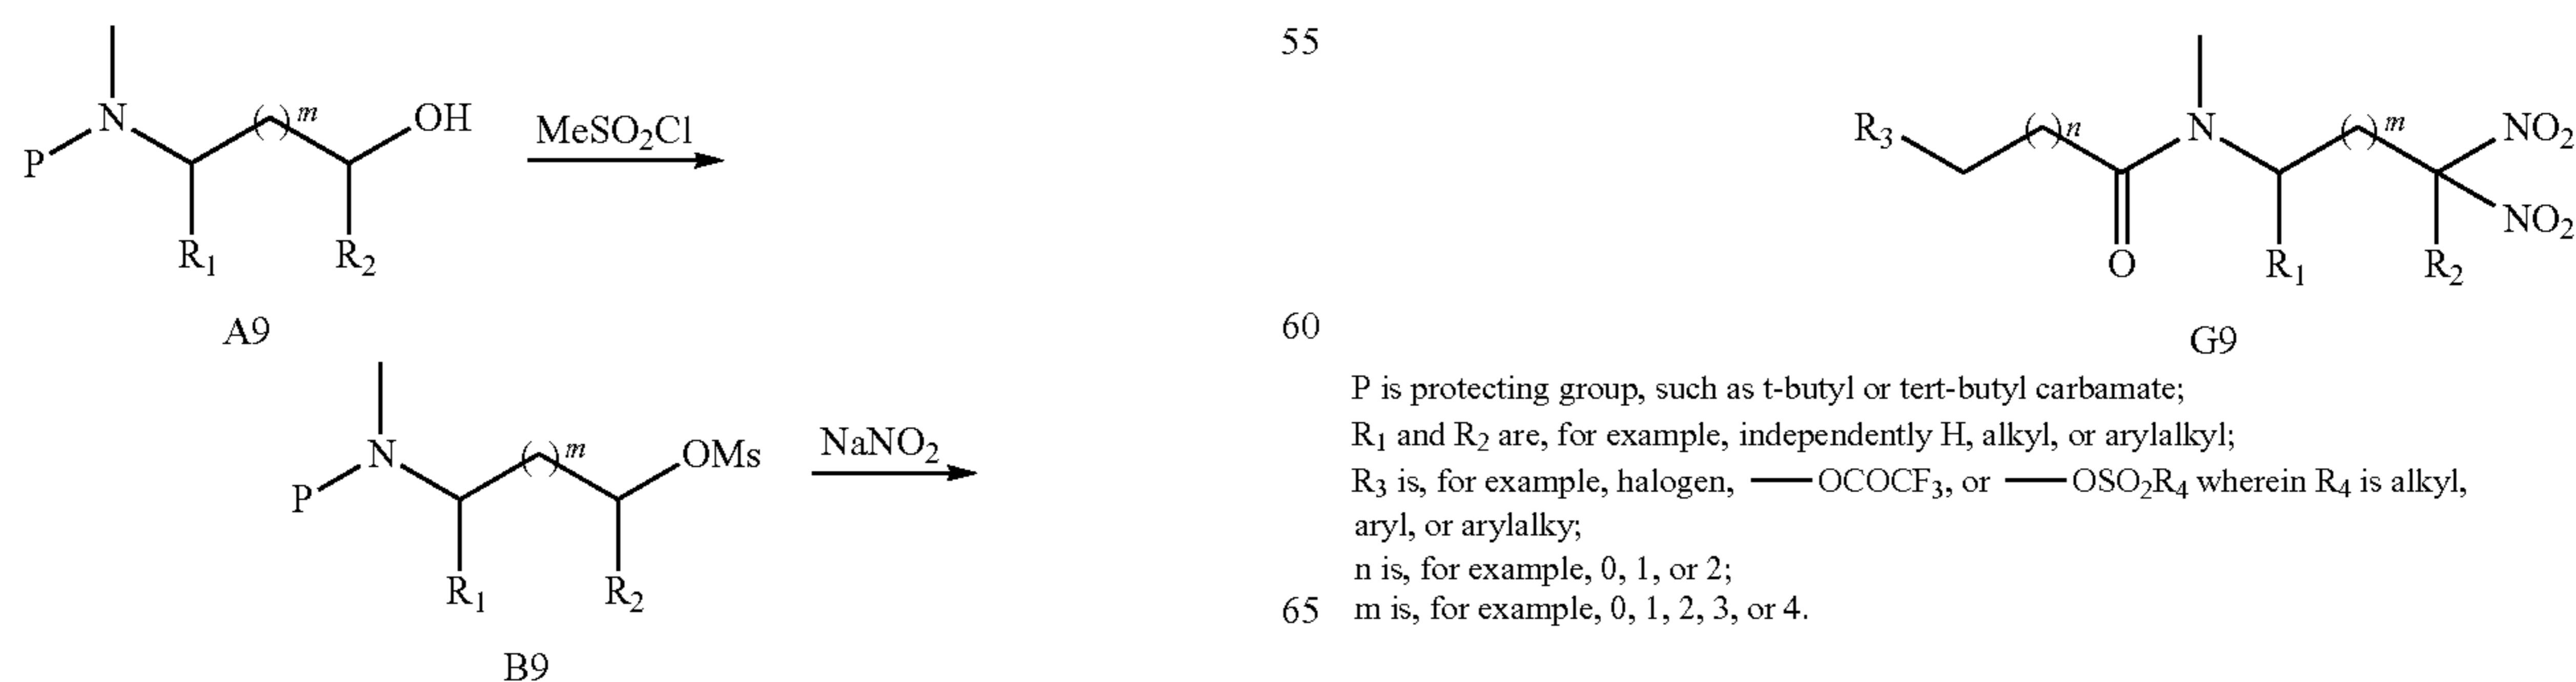 N
P
( )m
OH
R1
R2
MeSO2Cl
A9
N
P
( )m
OMs
R1
R2
NaNO2
B9
55
R3
( )n
O
N
( )m
NO2
NO2
R1
R2
60
G9
P is protecting group, such as t-butyl or tert-butyl carbamate;
R1 and R2 are, for example, independently H, alkyl, or arylalkyl;
R3 is, for example, halogen, —OCOCF3, or —OSO2R4 wherein R4 is alkyl,
aryl, or arylalky;
n is, for example, 0, 1, or 2;
65 m is, for example, 0, 1, 2, 3, or 4.